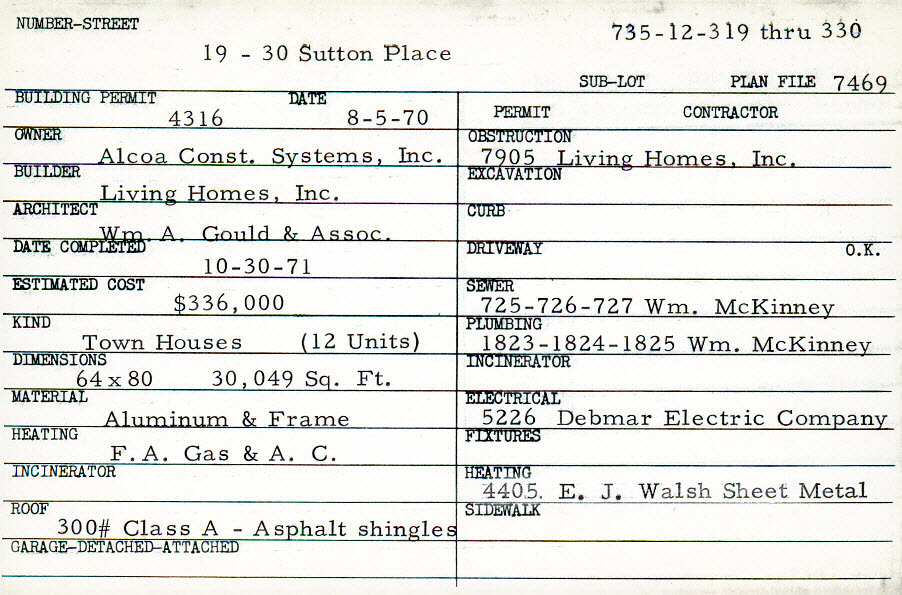 NUMBER-STREET
735-12-319 thru 330
19 - 30 Sutton Place
SUB-LOT PLAN FILE 7469
BUILDING PERMIT DATE
4316 8-5-70
OWNER
Alcoa Const. Systems, Inc.
BUILDER
Living Homes, Inc.
ARCHITECT
Wm. A. Gould & Assoc.
DATE COMPLETED
10-30-71
ESTIMATED COST
$336,000
KIND
Town Houses (12 Units)
DIMENSIONS
64 x 80 30,049 Sq. Ft.
MATERIAL
Aluminum & Frame
HEATING
F. A. Gas & A. C.
INCINERATOR
ROOF
300# Class A - Asphalt shingles
GARAGE-DETACHED-ATTACHED
PERMIT CONTRACTOR
OBSTRUCTION
7905 Living Homes, Inc.
EXCAVATION
CURB
DRIVEWAY O.K.
SEWER
725-726-727 Wm. McKinney
PLUMBING
1823-1824-1825 Wm. McKinney
INCINERATOR
ELECTRICAL
5226 Debmar Electric Company
FIXTURES
HEATING
4405. E. J. Walsh Sheet Metal
SIDEWALK